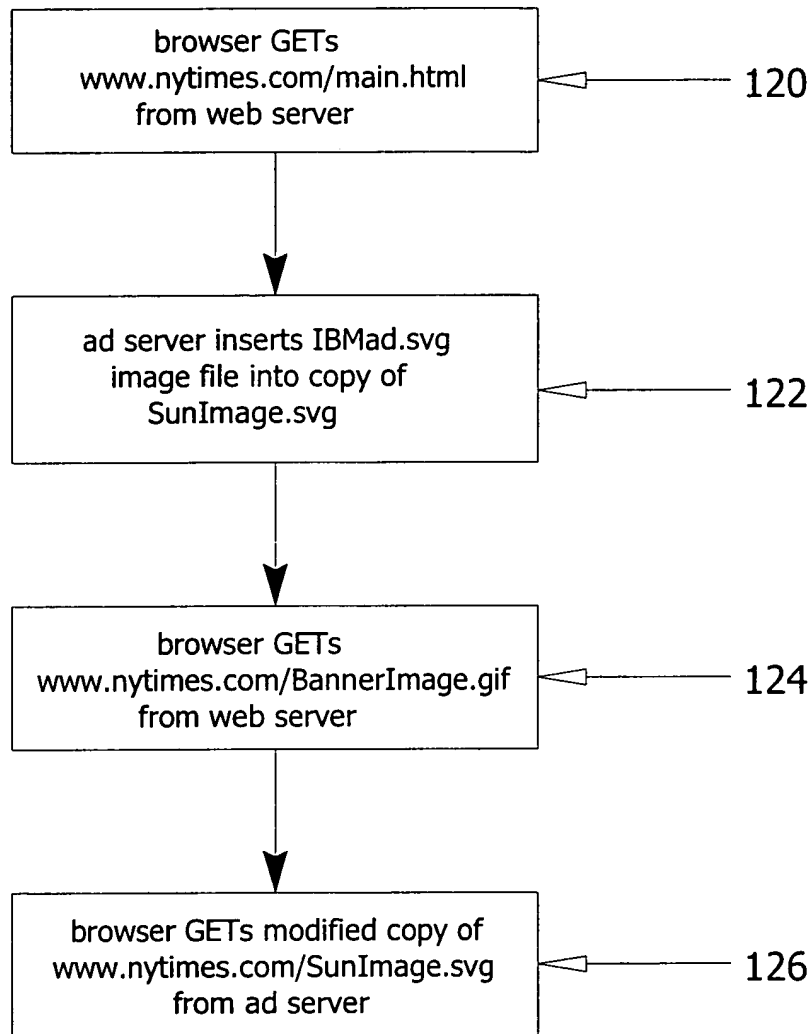 browser GETs
www.nytimes.com/main.html
from web server
120
ad server inserts IBMad.svg
image file into copy of
SunImage.svg
122
browser GETs
www.nytimes.com/BannerImage.gif
from web server
124
browser GETs modified copy of
www.nytimes.com/SunImage.svg
from ad server
126